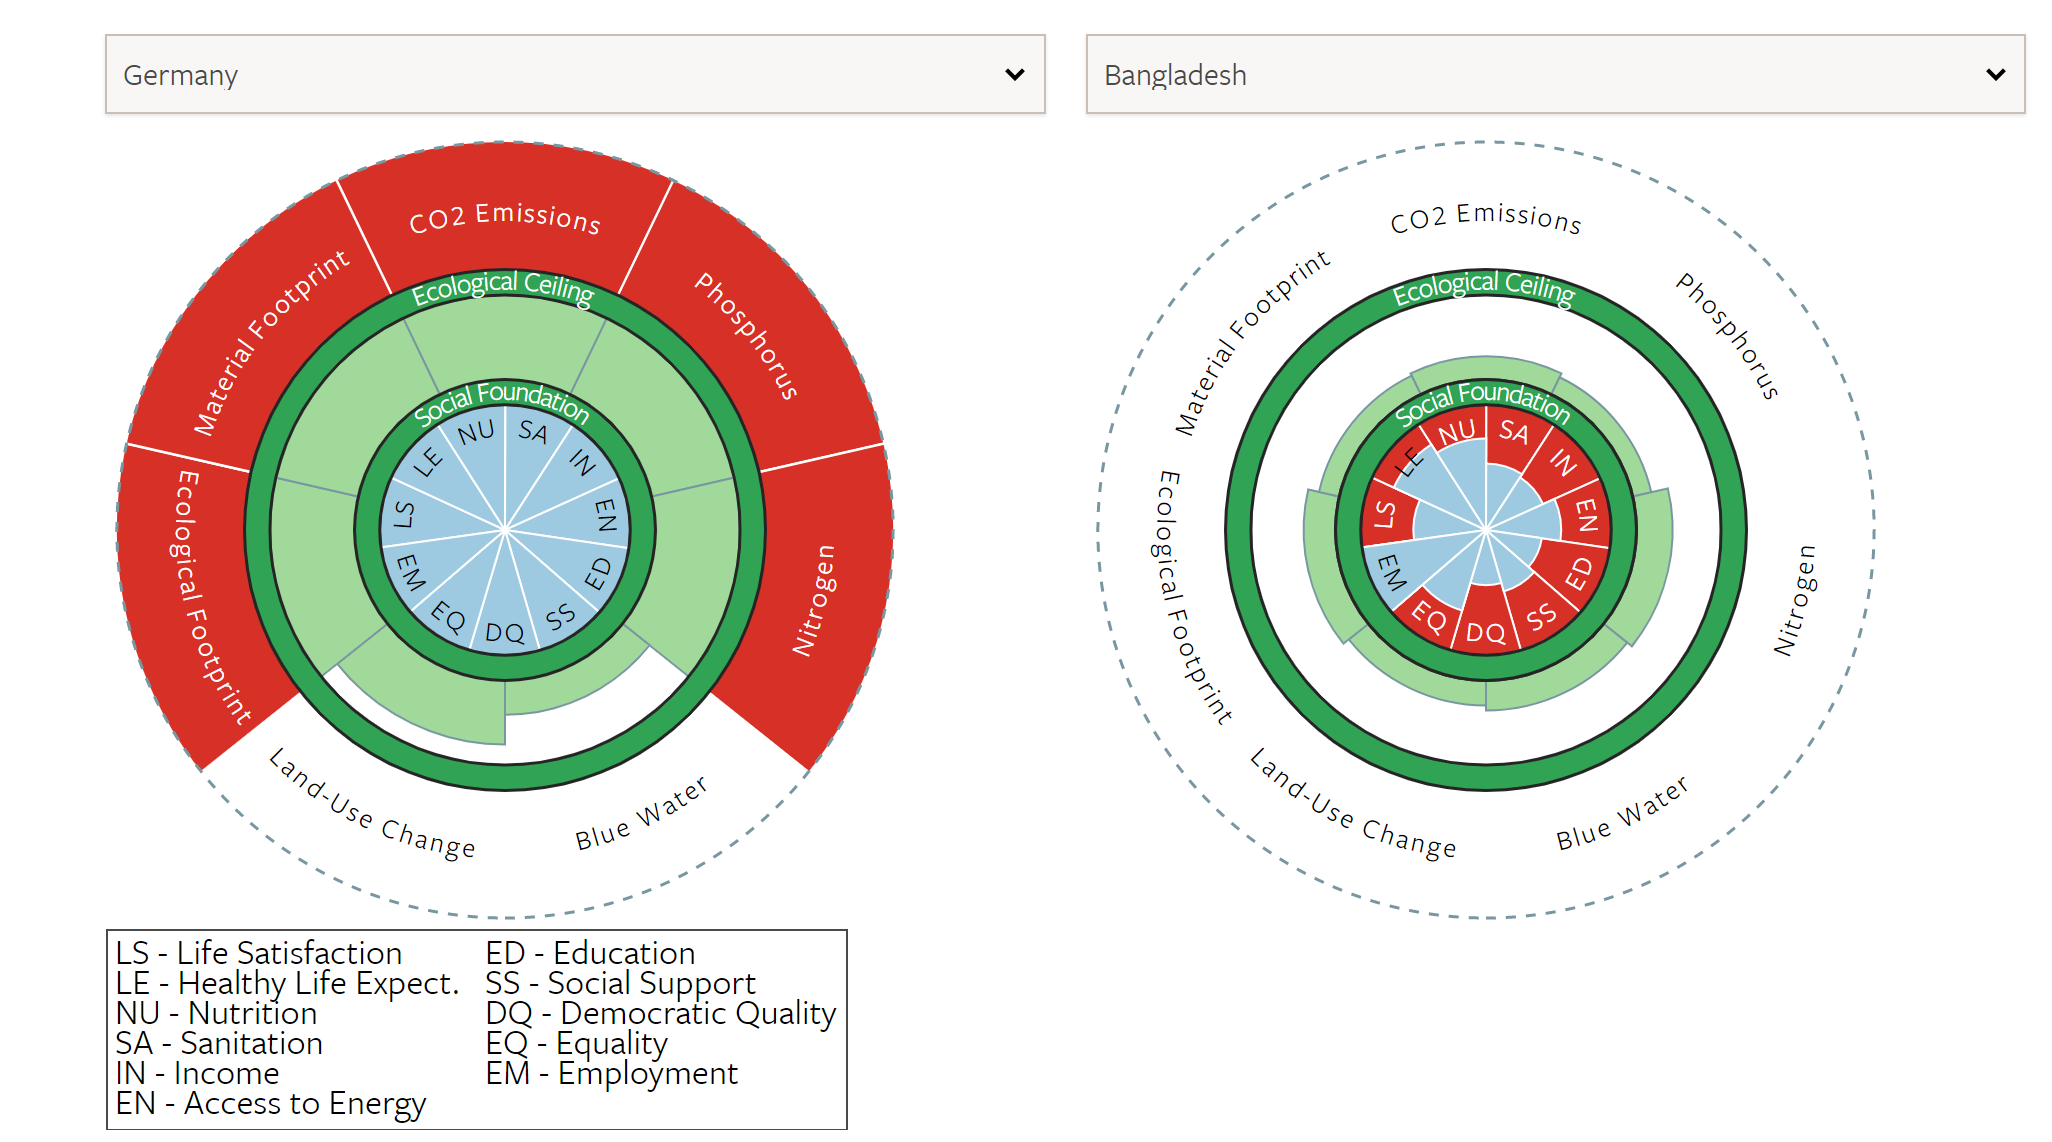 Germany
Bangladesh
CO2 Emissions
Phosphorus
Nitrogen
Blue Water
Land-Use Change
Ecological Footprint
Material Footprint
Ecological Ceiling
Social Foundation
NU
SA
IN
EN
ED
SS
DQ
EQ
EM
LS
LE
CO2 Emissions
Phosphorus
Nitrogen
Blue Water
Land-Use Change
Ecological Footprint
Material Footprint
Ecological Ceiling
Social Foundation
NU
SA
IN
EN
ED
SS
DQ
EQ
EM
LS
LE
LS - Life Satisfaction
LE - Healthy Life Expect.
NU - Nutrition
SA - Sanitation
IN - Income
EN - Access to Energy
ED - Education
SS - Social Support
DQ - Democratic Quality
EQ - Equality
EM - Employment